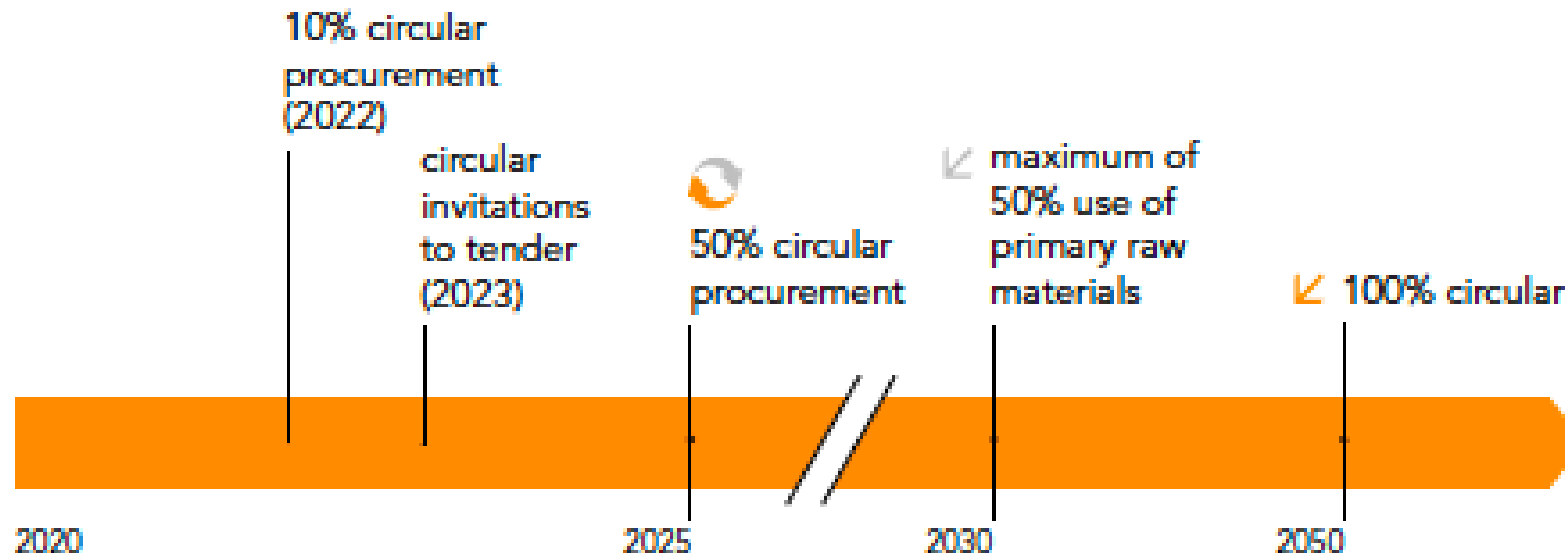 10% circular
procurement
(2022)
circular
invitations
to tender
(2023)
50% circular
procurement
maximum of
50% use of
primary raw
materials
100% circular
2020
2025
2030
2050